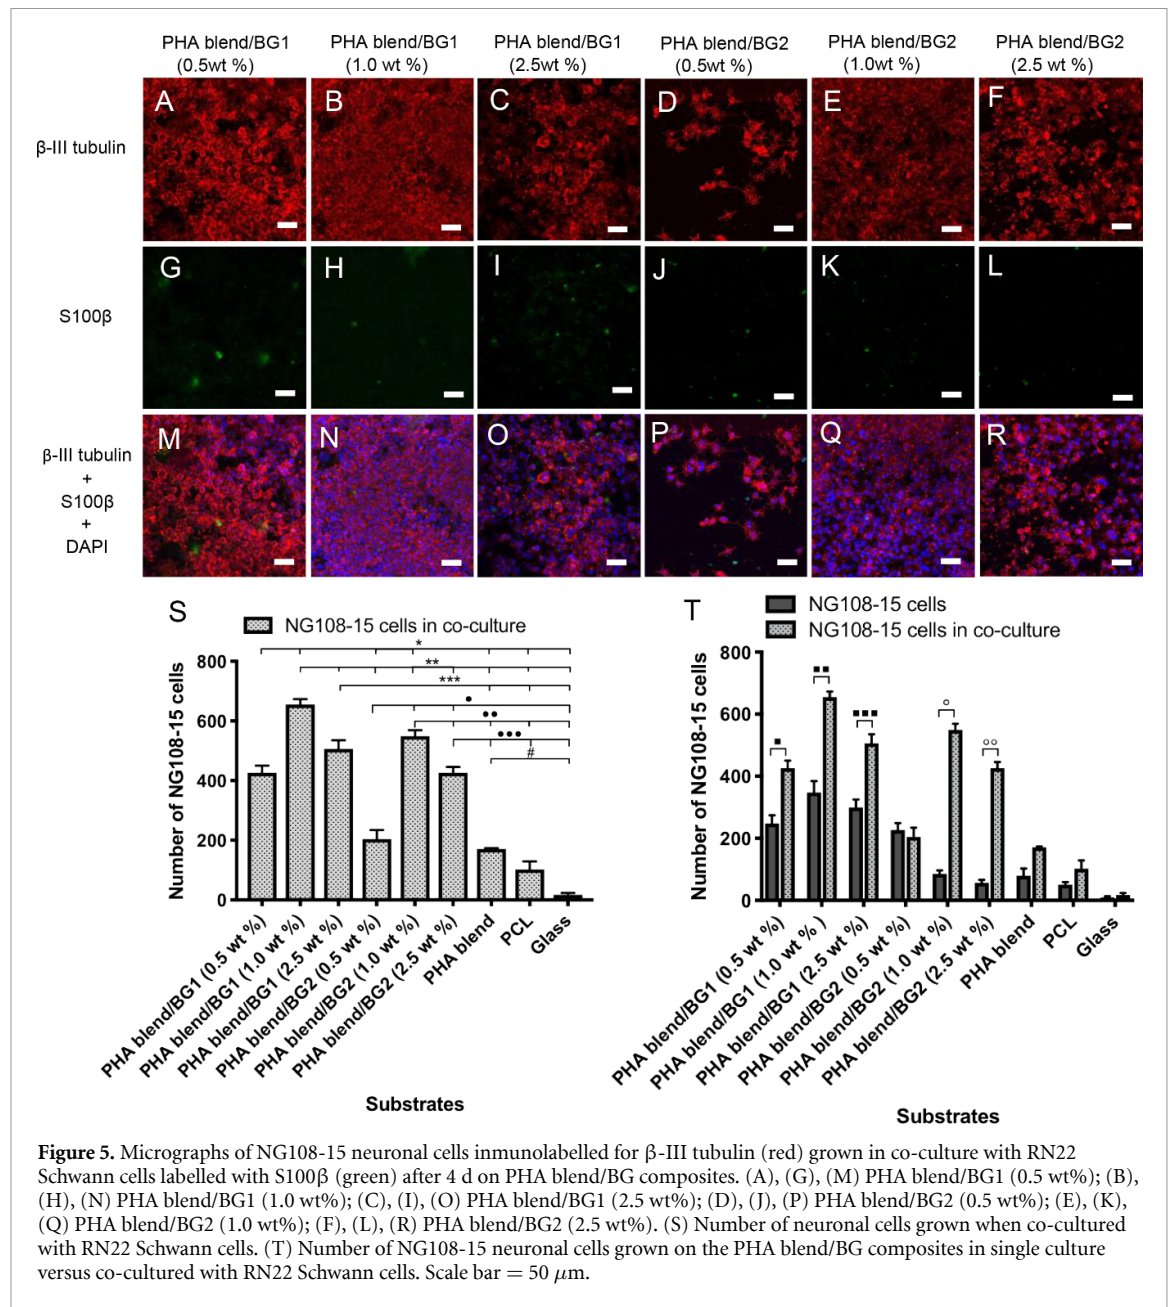 PHA blend/BG1 PHA blend/BG1 PHA blend/BG1 PHA blend/BG2 PHA blend/BG2 PHA blend/BG2
(0.5wt %) (1.0 wt %) (2.5wt %) (0.5wt %) (1.0wt %) (2.5 wt %)
A B C D E F
β-III tubulin
G H I J K L
S100β
M N O P Q R
β-III tubulin
+
S100β
+
DAPI
S
NG108-15 cells in co-culture
*
**
***
•
••
•••
#
Number of NG108-15 cells
800
600
400
200
0
PHA blend/BG1 (0.5 wt %)
PHA blend/BG1 (1.0 wt %)
PHA blend/BG1 (2.5 wt %)
PHA blend/BG2 (0.5 wt %)
PHA blend/BG2 (1.0 wt %)
PHA blend/BG2 (2.5 wt %)
PHA blend
PCL
Glass
Substrates
T
NG108-15 cells
NG108-15 cells in co-culture
■
■■
■■■
○
○○
Number of NG108-15 cells
800
600
400
200
0
PHA blend/BG1 (0.5 wt %)
PHA blend/BG1 (1.0 wt % )
PHA blend/BG1 (2.5 wt %)
PHA blend/BG2 (0.5 wt %)
PHA blend/BG2 (1.0 wt %)
PHA blend/BG2 (2.5 wt %)
PHA blend
PCL
Glass
Substrates
Figure 5. Micrographs of NG108-15 neuronal cells inmunolabelled for β-III tubulin (red) grown in co-culture with RN22
Schwann cells labelled with S100β (green) after 4 d on PHA blend/BG composites. (A), (G), (M) PHA blend/BG1 (0.5 wt%); (B),
(H), (N) PHA blend/BG1 (1.0 wt%); (C), (I), (O) PHA blend/BG1 (2.5 wt%); (D), (J), (P) PHA blend/BG2 (0.5 wt%); (E), (K),
(Q) PHA blend/BG2 (1.0 wt%); (F), (L), (R) PHA blend/BG2 (2.5 wt%). (S) Number of neuronal cells grown when co-cultured
with RN22 Schwann cells. (T) Number of NG108-15 neuronal cells grown on the PHA blend/BG composites in single culture
versus co-cultured with RN22 Schwann cells. Scale bar = 50 μm.